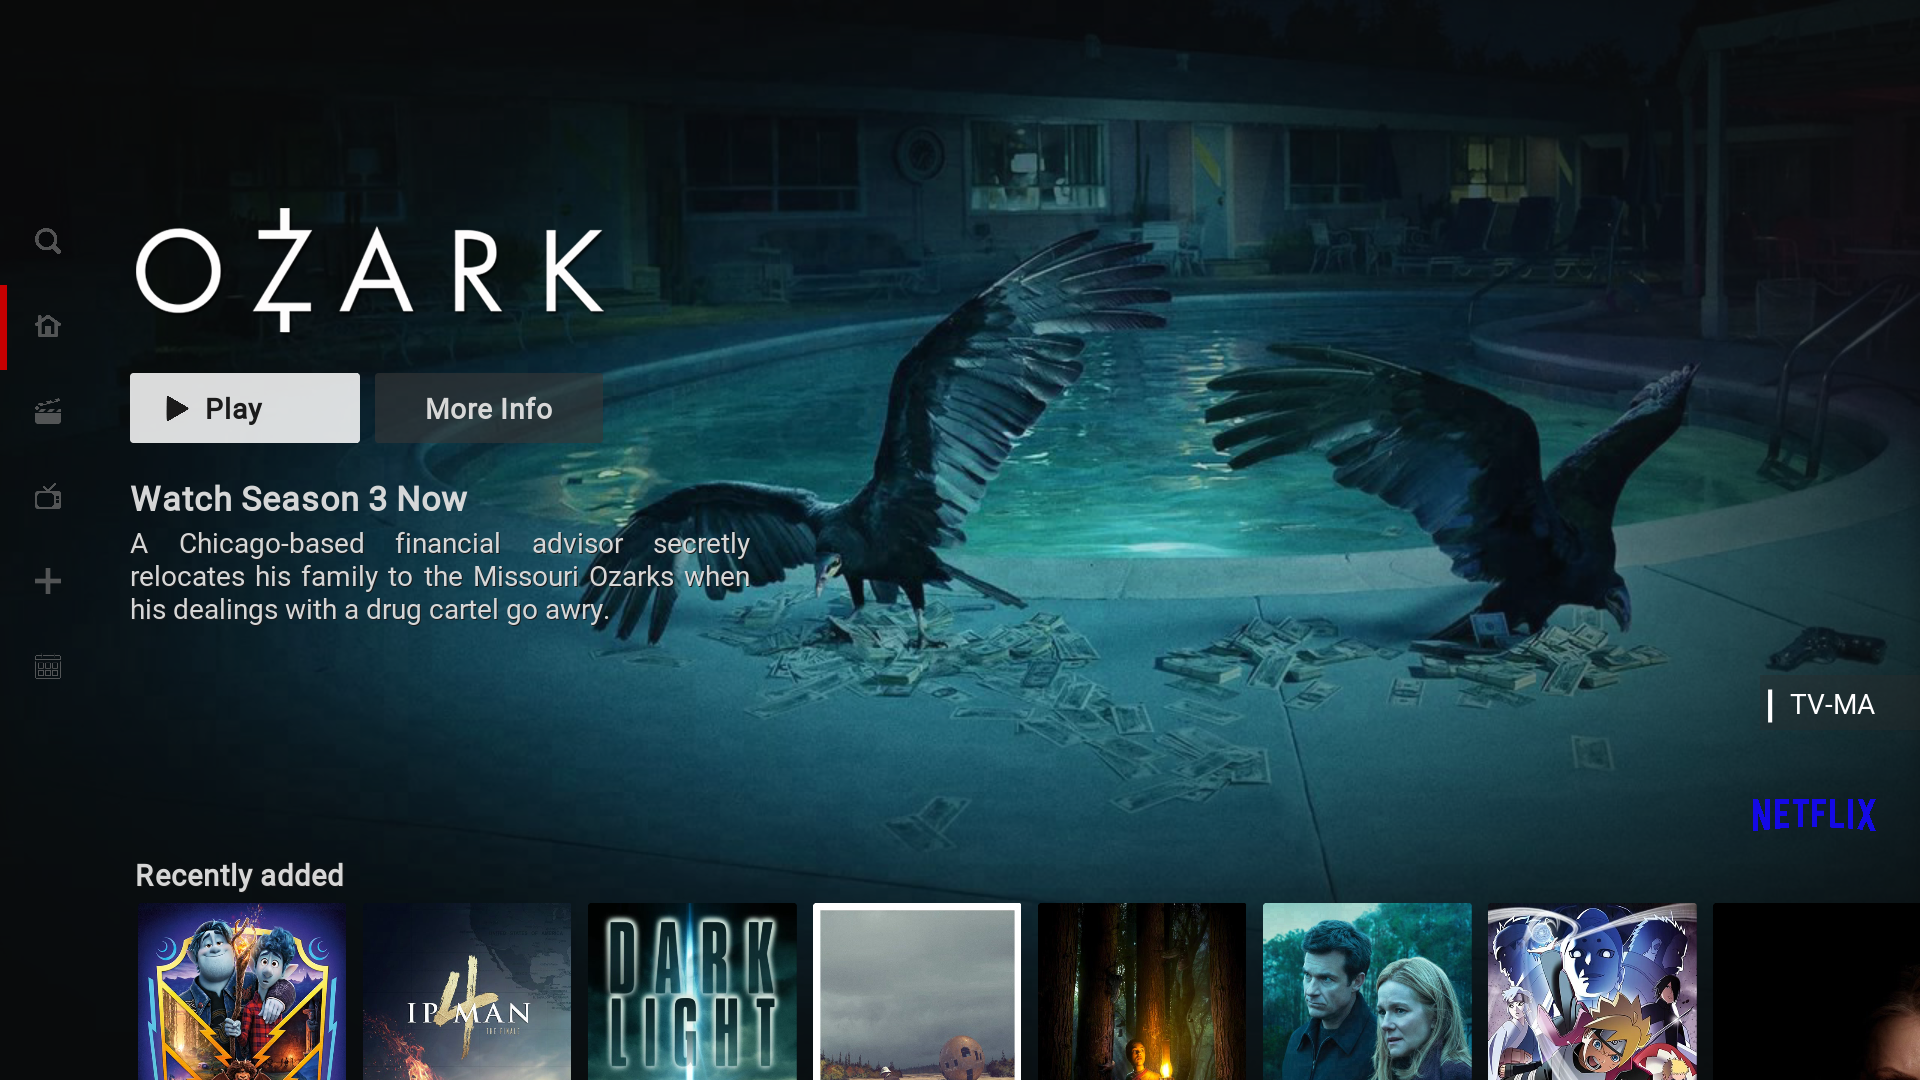 OZARK
Play
More Info
Watch Season 3 Now
A Chicago-based financial advisor secretly
relocates his family to the Missouri Ozarks when
his dealings with a drug cartel go awry.
TV-MA
NETFLIX
Recently added
IP MAN 4
THE FINALE
DARK
LIGHT